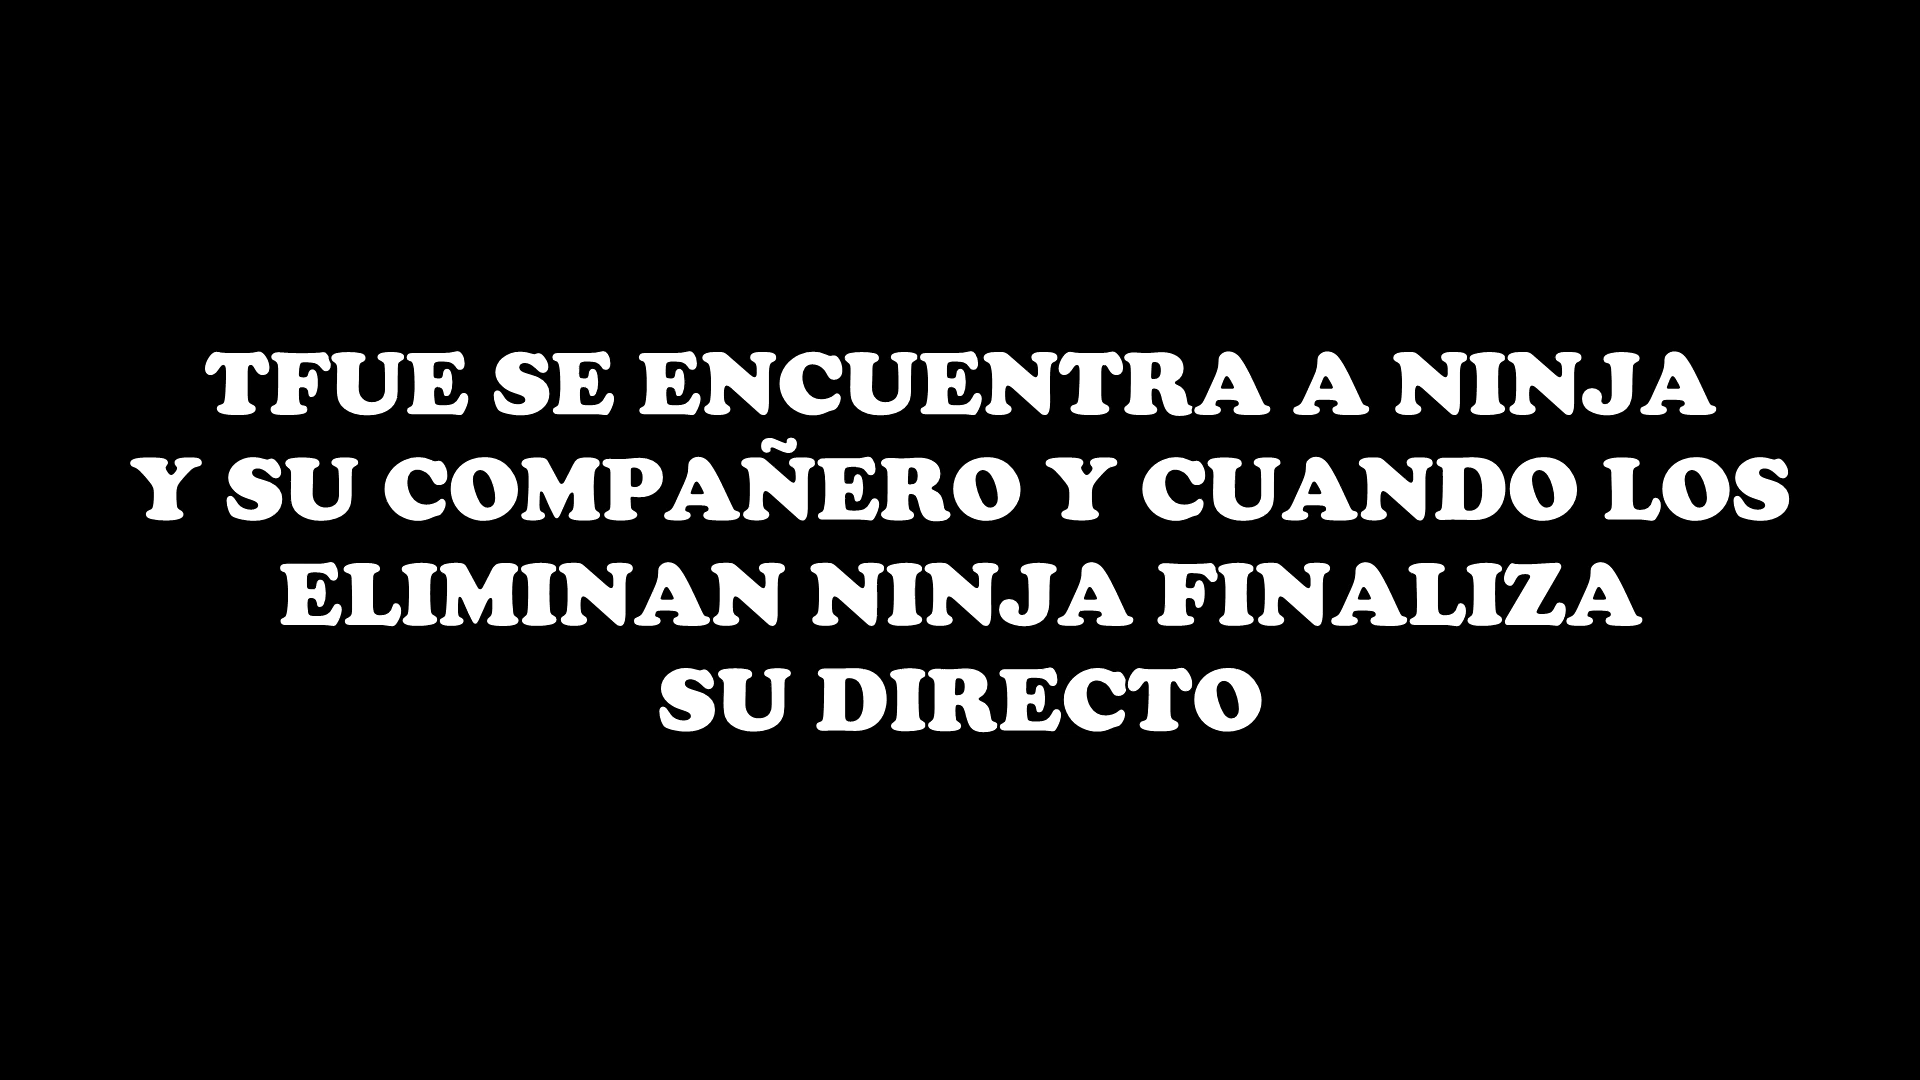 TFUE SE ENCUENTRA A NINJA
Y SU COMPAÑERO Y CUANDO LOS
ELIMINAN NINJA FINALIZA
SU DIRECTO